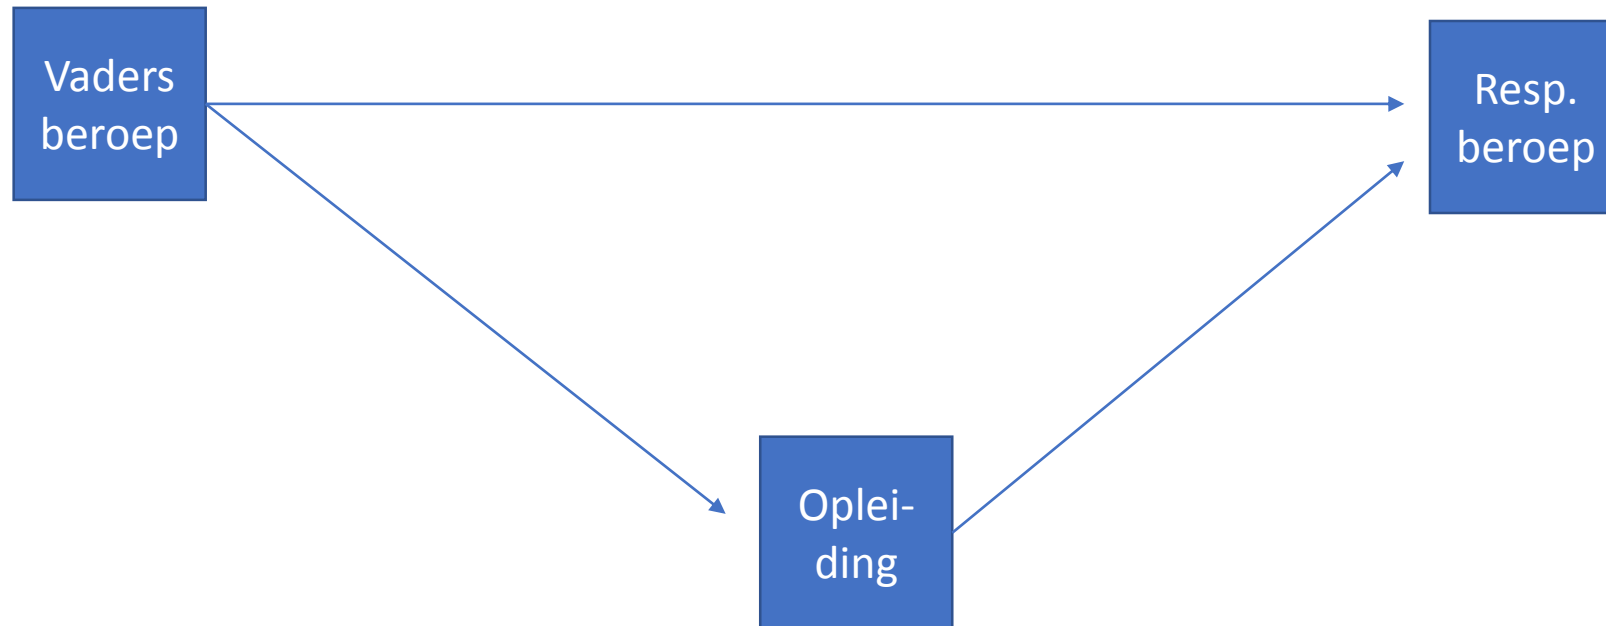 Vaders
beroep
Resp.
beroep
Oplei-
ding